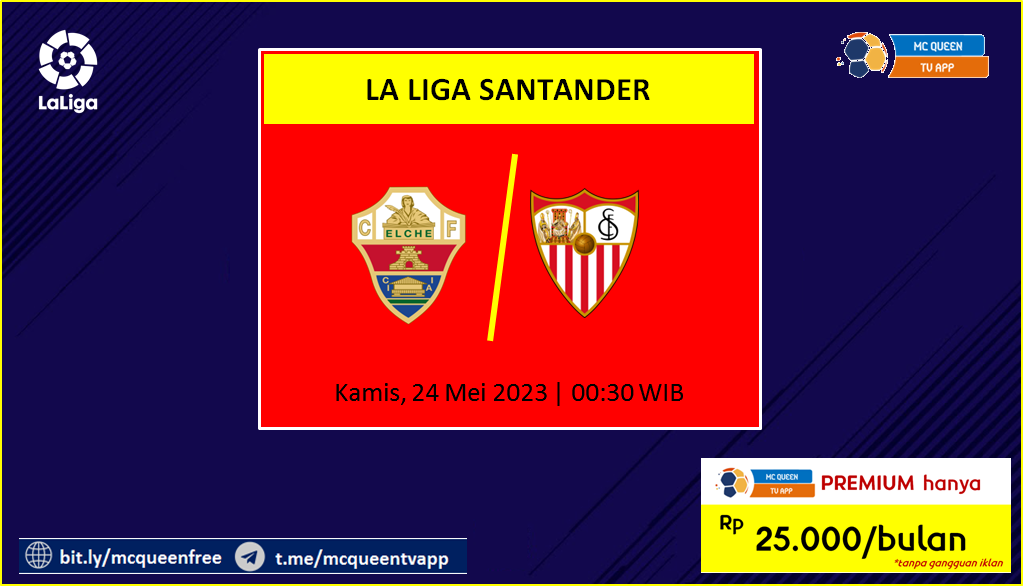 LaLiga
MC QUEEN
TV APP
LA LIGA SANTANDER
C F
ELCHE
Kamis, 24 Mei 2023 | 00:30 WIB
MC QUEEN
TV APP
PREMIUM hanya
Rp 25.000/bulan
*tanpa gangguan iklan
bit.ly/mcqueenfree t.me/mcqueentvapp